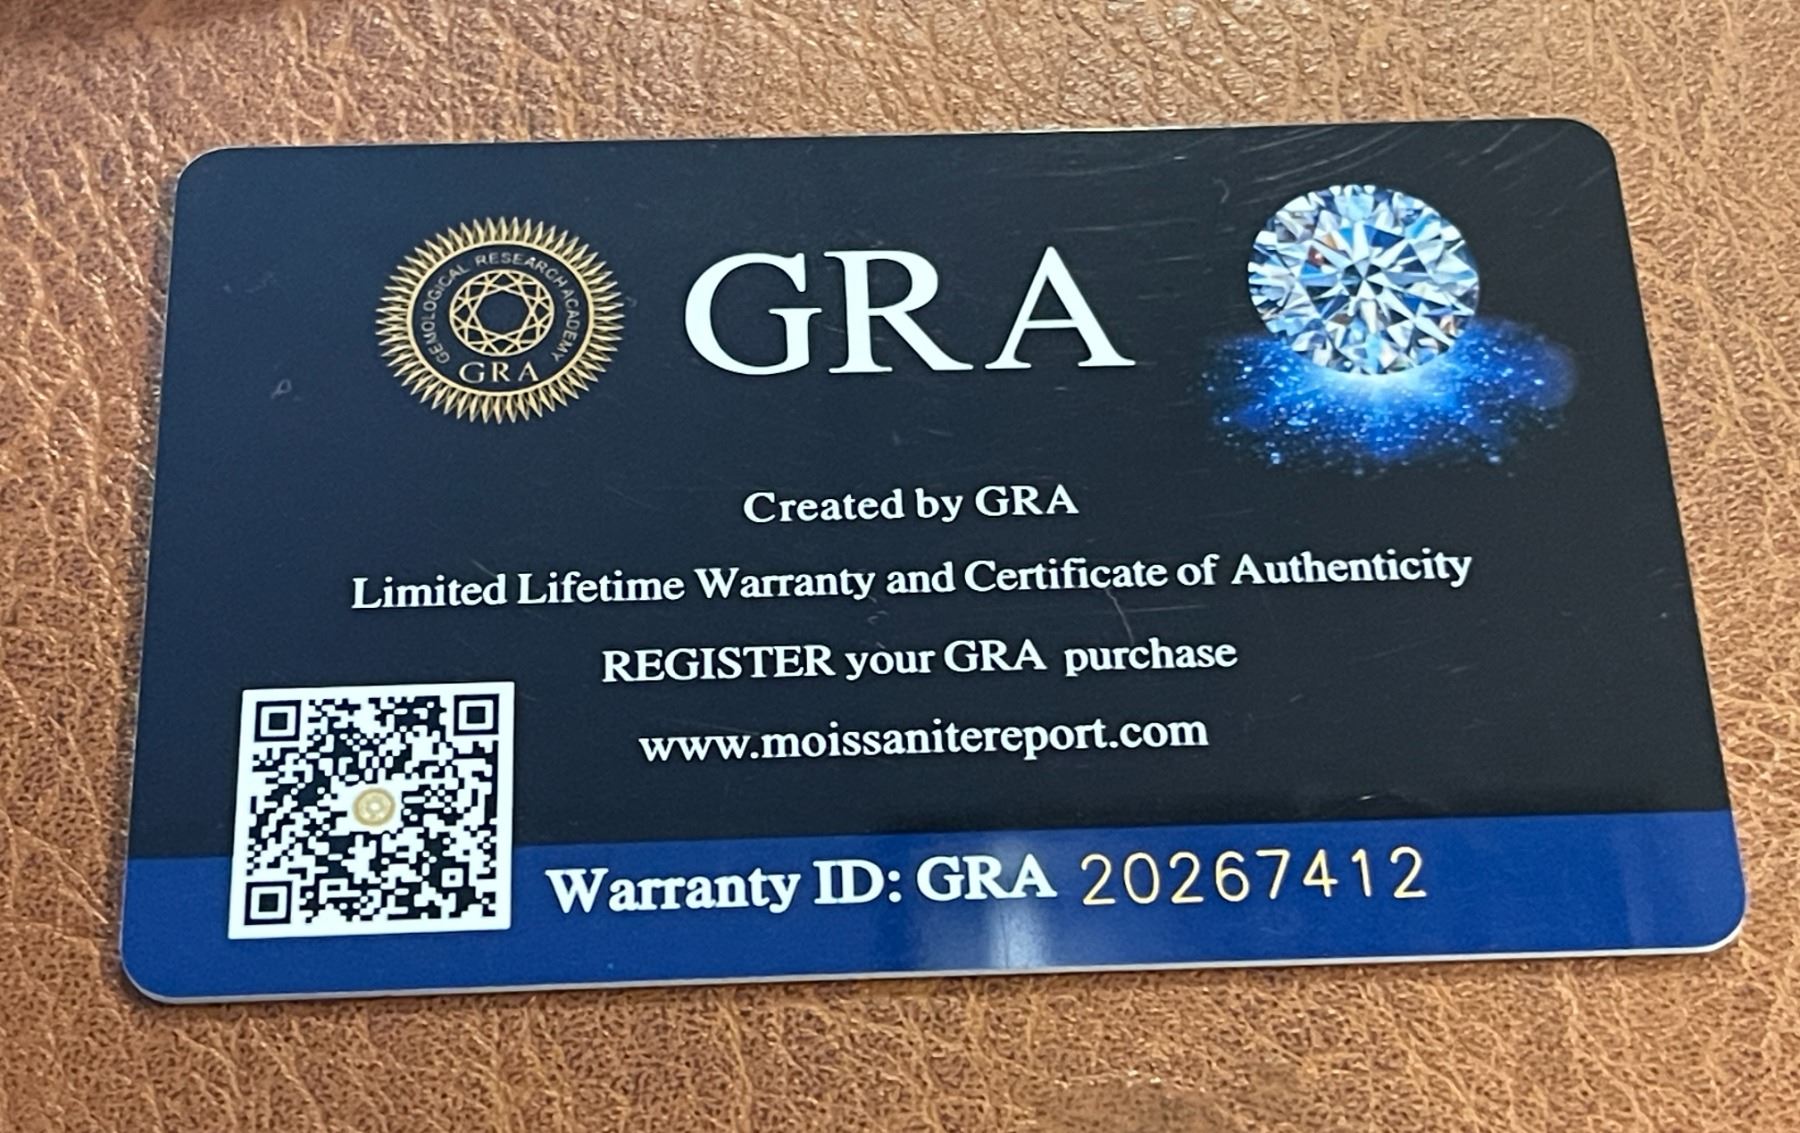 GEMOLOGICAL RESEARCH ACADEMY
GRA
GRA
Created by GRA
Limited Lifetime Warranty and Certificate of Authenticity
REGISTER your GRA purchase
www.moissanitereport.com
Warranty ID: GRA 20267412